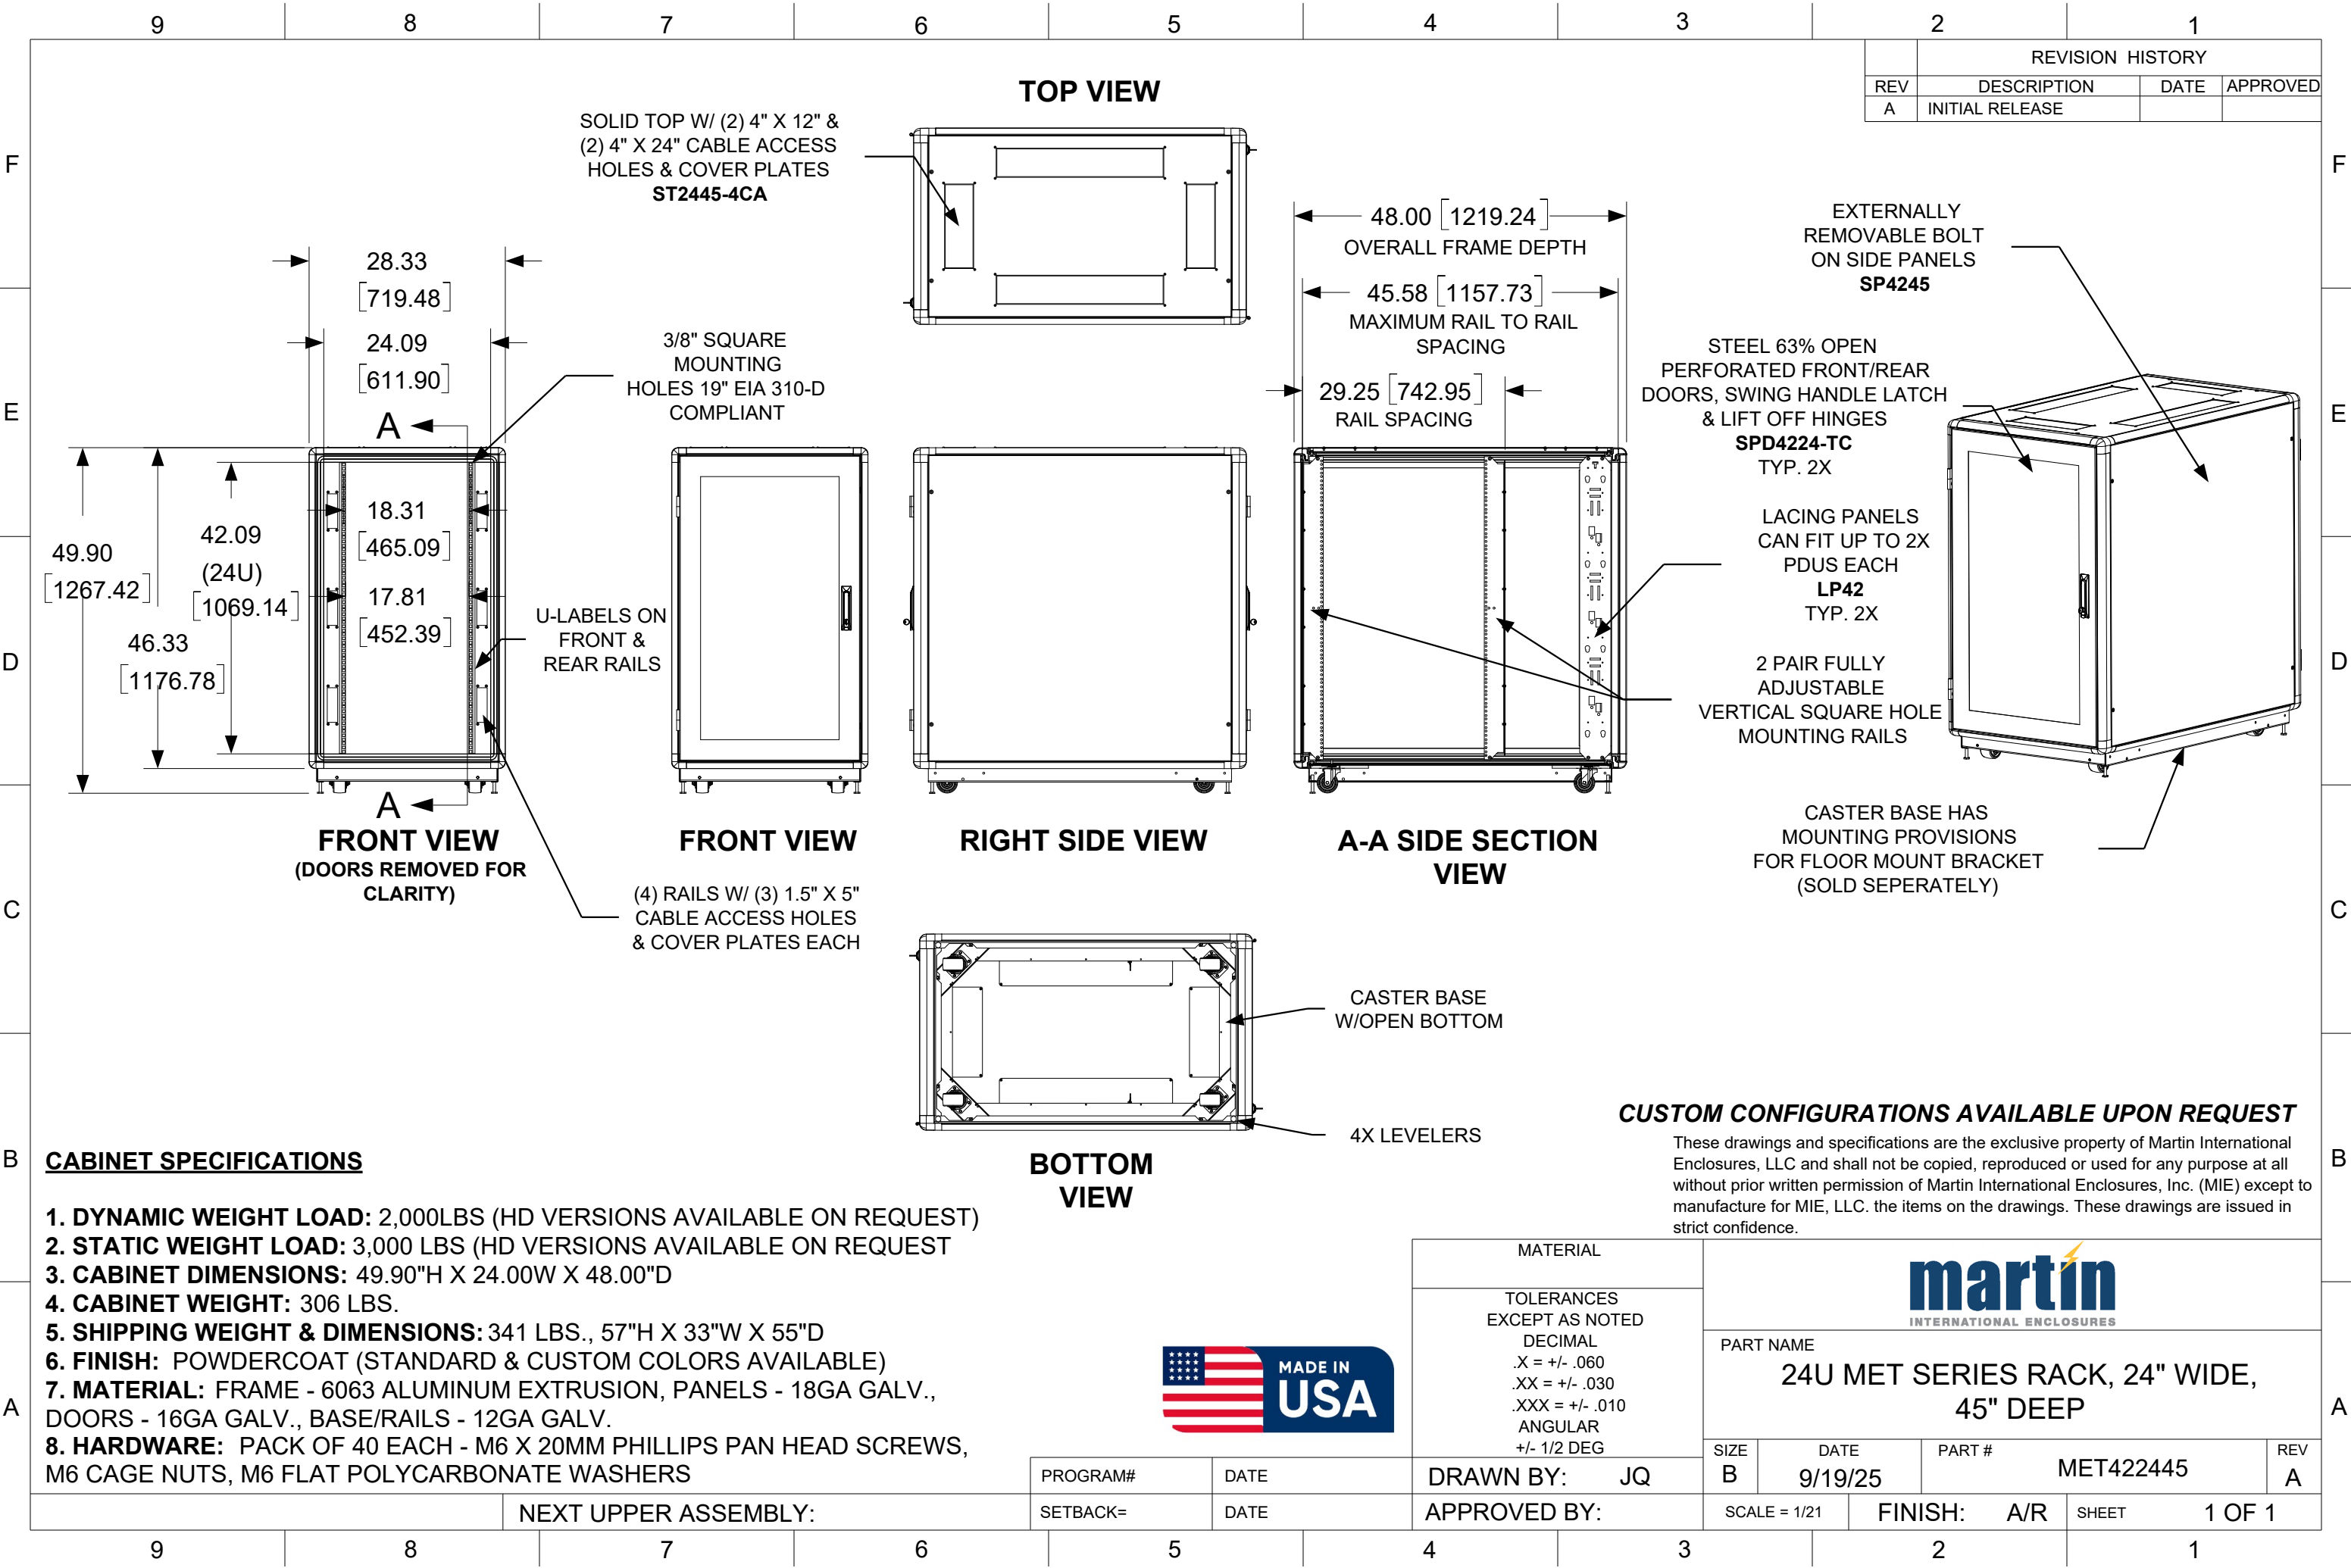 9 8 7 6 5 4 3 2 1
F F
E E
D D
C C
B B
A A
REVISION HISTORY
REV DESCRIPTION DATE APPROVED
A INITIAL RELEASE
TOP VIEW
SOLID TOP W/ (2) 4" X 12" &
(2) 4" X 24" CABLE ACCESS
HOLES & COVER PLATES
ST2445-4CA
28.33
[719.48]
24.09
[611.90]
A
3/8" SQUARE
MOUNTING
HOLES 19" EIA 310-D
COMPLIANT
49.90
[1267.42]
46.33
[1176.78]
42.09
(24U)
[1069.14]
18.31
[465.09]
17.81
[452.39]
U-LABELS ON
FRONT &
REAR RAILS
A
FRONT VIEW
(DOORS REMOVED FOR
CLARITY)
FRONT VIEW
(4) RAILS W/ (3) 1.5" X 5"
CABLE ACCESS HOLES
& COVER PLATES EACH
RIGHT SIDE VIEW
48.00 [1219.24]
OVERALL FRAME DEPTH
45.58 [1157.73]
MAXIMUM RAIL TO RAIL
SPACING
29.25 [742.95]
RAIL SPACING
A-A SIDE SECTION
VIEW
EXTERNALLY
REMOVABLE BOLT
ON SIDE PANELS
SP4245
STEEL 63% OPEN
PERFORATED FRONT/REAR
DOORS, SWING HANDLE LATCH
& LIFT OFF HINGES
SPD4224-TC
TYP. 2X
LACING PANELS
CAN FIT UP TO 2X
PDUS EACH
LP42
TYP. 2X
2 PAIR FULLY
ADJUSTABLE
VERTICAL SQUARE HOLE
MOUNTING RAILS
CASTER BASE HAS
MOUNTING PROVISIONS
FOR FLOOR MOUNT BRACKET
(SOLD SEPERATELY)
CASTER BASE
W/OPEN BOTTOM
4X LEVELERS
BOTTOM
VIEW
CABINET SPECIFICATIONS
1. DYNAMIC WEIGHT LOAD: 2,000LBS (HD VERSIONS AVAILABLE ON REQUEST)
2. STATIC WEIGHT LOAD: 3,000 LBS (HD VERSIONS AVAILABLE ON REQUEST
3. CABINET DIMENSIONS: 49.90"H X 24.00W X 48.00"D
4. CABINET WEIGHT: 306 LBS.
5. SHIPPING WEIGHT & DIMENSIONS: 341 LBS., 57"H X 33"W X 55"D
6. FINISH: POWDERCOAT (STANDARD & CUSTOM COLORS AVAILABLE)
7. MATERIAL: FRAME - 6063 ALUMINUM EXTRUSION, PANELS - 18GA GALV.,
DOORS - 16GA GALV., BASE/RAILS - 12GA GALV.
8. HARDWARE: PACK OF 40 EACH - M6 X 20MM PHILLIPS PAN HEAD SCREWS,
M6 CAGE NUTS, M6 FLAT POLYCARBONATE WASHERS
MADE IN
USA
CUSTOM CONFIGURATIONS AVAILABLE UPON REQUEST
These drawings and specifications are the exclusive property of Martin International
Enclosures, LLC and shall not be copied, reproduced or used for any purpose at all
without prior written permission of Martin International Enclosures, Inc. (MIE) except to
manufacture for MIE, LLC. the items on the drawings. These drawings are issued in
strict confidence.
MATERIAL
TOLERANCES
EXCEPT AS NOTED
DECIMAL
.X = +/- .060
.XX = +/- .030
.XXX = +/- .010
ANGULAR
+/- 1/2 DEG
martin
INTERNATIONAL ENCLOSURES
PART NAME
24U MET SERIES RACK, 24" WIDE,
45" DEEP
SIZE B
DATE 9/19/25
PART # MET422445
REV A
PROGRAM# DATE
DRAWN BY: JQ
NEXT UPPER ASSEMBLY:
SETBACK= DATE
APPROVED BY:
SCALE = 1/21
FINISH: A/R
SHEET 1 OF 1
9 8 7 6 5 4 3 2 1